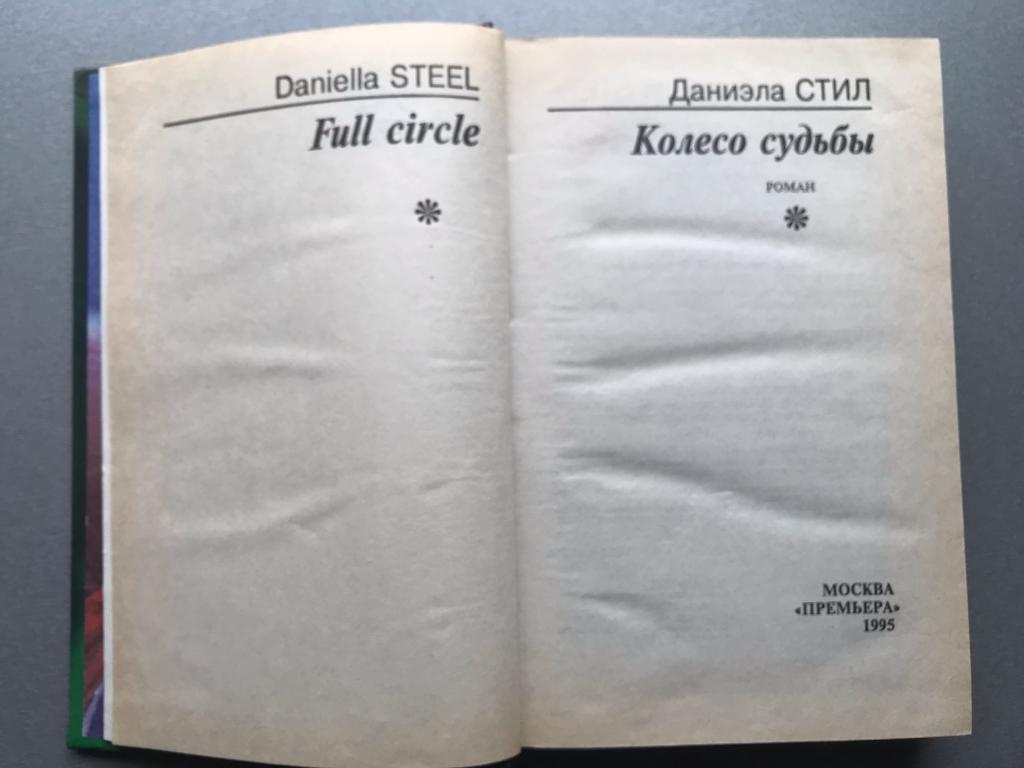 Daniella STEEL
Full circle
Даниэла СТИЛ
Колесо судьбы
РОМАН
МОСКВА
«ПРЕМЬЕРА»
1995